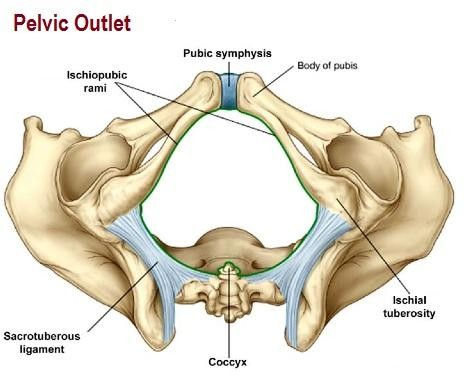 Pelvic Outlet
Pubic symphysis
Body of pubis
Ischiopubic
rami
Ischial
tuberosity
Sacrotuberous
ligament
Coccyx